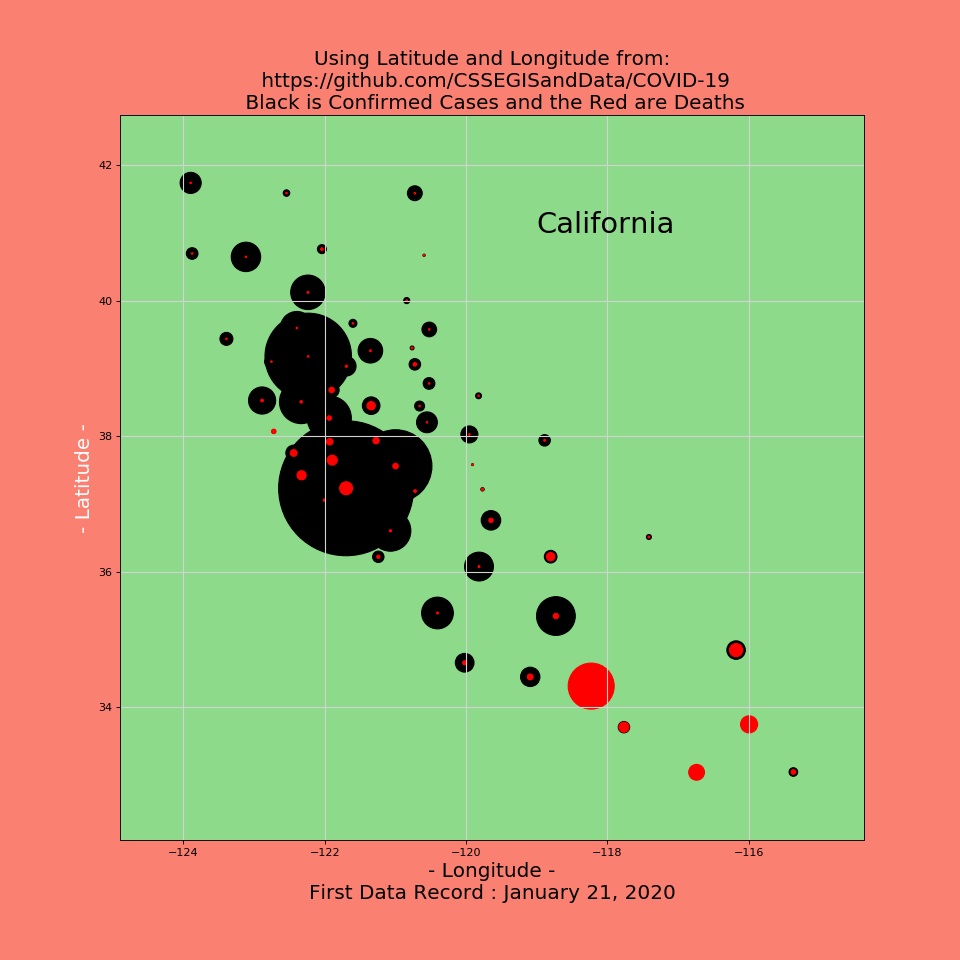 Using Latitude and Longitude from:
https://github.com/CSSEGISandData/COVID-19
Black is Confirmed Cases and the Red are Deaths
42
California
40
- Latitude -
38
36
34
−124 −122 −120 −118 −116
- Longitude -
First Data Record : January 21, 2020